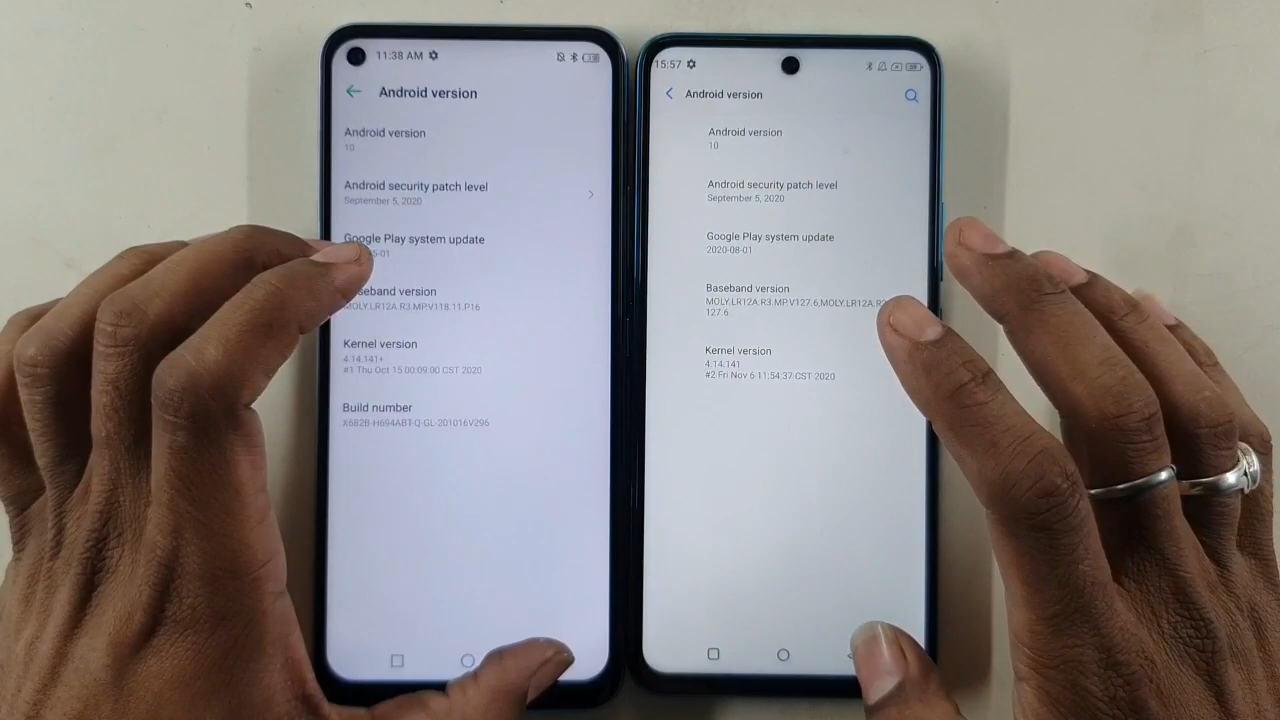 11:38 AM
Android version
Android version
10
Android security patch level
September 5, 2020
Google Play system update
5-01
seband version
MOLY.LR12A.R3.MP.V118.11.P16
Kernel version
4.14.141+
#1 Thu Oct 15 00:09:00 CST 2020
Build number
X682B-H694ABT-Q-GL-201016V296
15:57
Android version
Android version
10
Android security patch level
September 5, 2020
Google Play system update
2020-08-01
Baseband version
MOLY.LR12A.R3.MP.V127.6,MOLY.LR12A.R3
127.6
Kernel version
4.14.141
#2 Fri Nov 6 11:54:37 CST 2020